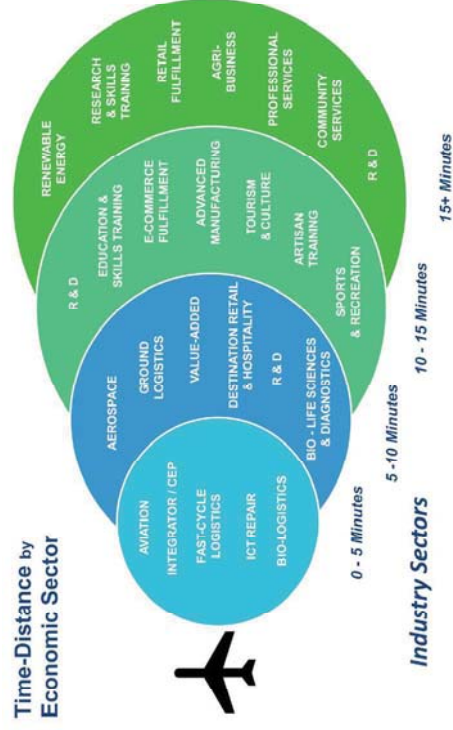 Time-Distance by
Economic Sector
AVIATION
INTEGRATOR / CEP
FAST-CYCLE
LOGISTICS
ICT REPAIR
BIO-LOGISTICS
AEROSPACE
GROUND
LOGISTICS
VALUE-ADDED
DESTINATION RETAIL
& HOSPITALITY
R & D
BIO - LIFE SCIENCES
& DIAGNOSTICS
R & D
EDUCATION &
SKILLS TRAINING
E-COMMERCE
FULFILLMENT
ADVANCED
MANUFACTURING
TOURISM
& CULTURE
ARTISAN
TRAINING
SPORTS
& RECREATION
RENEWABLE
ENERGY
RESEARCH
& SKILLS
TRAINING
RETAIL
FULFILLMENT
AGRI-
BUSINESS
PROFESSIONAL
SERVICES
COMMUNITY
SERVICES
R & D
0 - 5 Minutes
5 -10 Minutes
10 - 15 Minutes
15+ Minutes
Industry Sectors